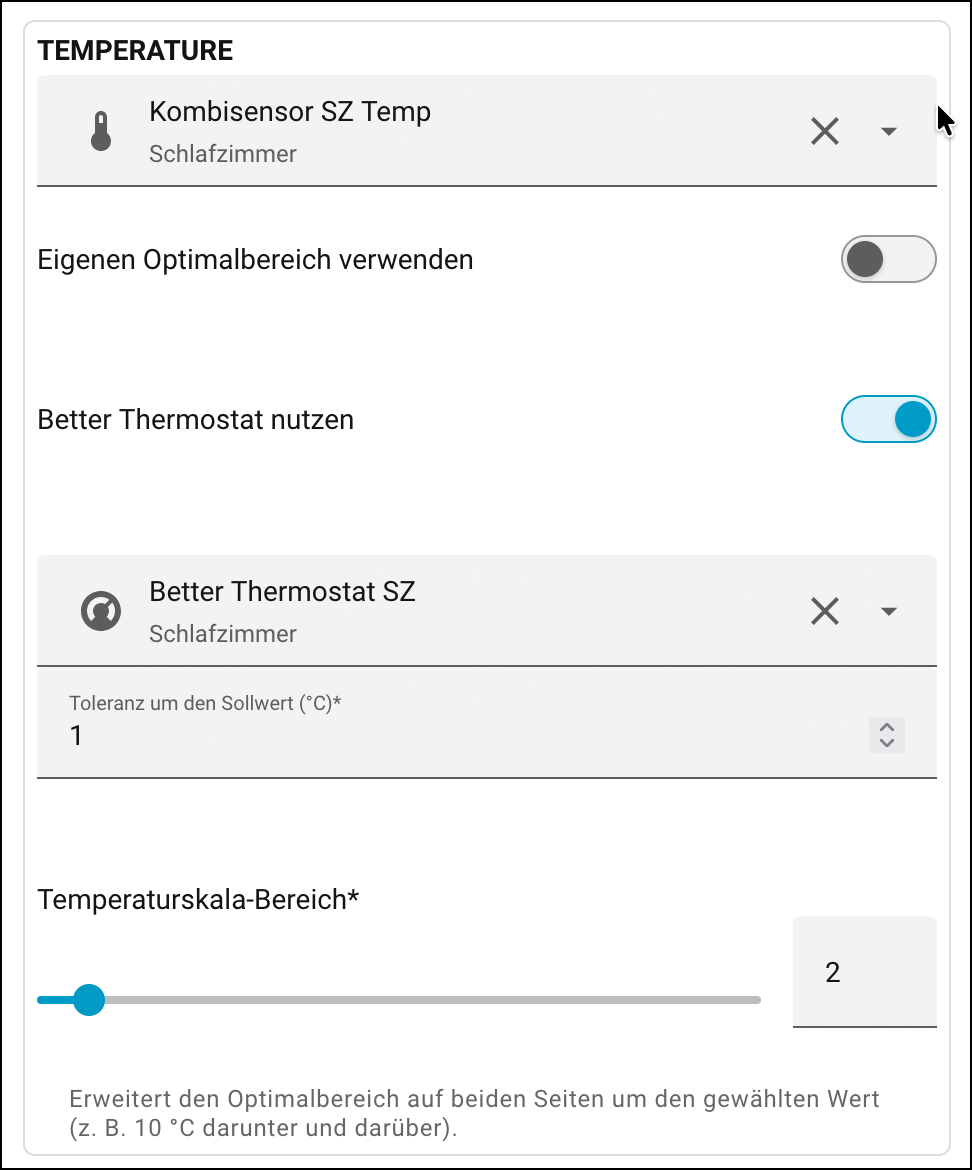 TEMPERATURE
Kombisensor SZ Temp
Schlafzimmer
Eigenen Optimalbereich verwenden
Better Thermostat nutzen
Better Thermostat SZ
Schlafzimmer
Toleranz um den Sollwert (°C)*
1
Temperaturskala-Bereich*
2
Erweitert den Optimalbereich auf beiden Seiten um den gewählten Wert
(z. B. 10 °C darunter und darüber).